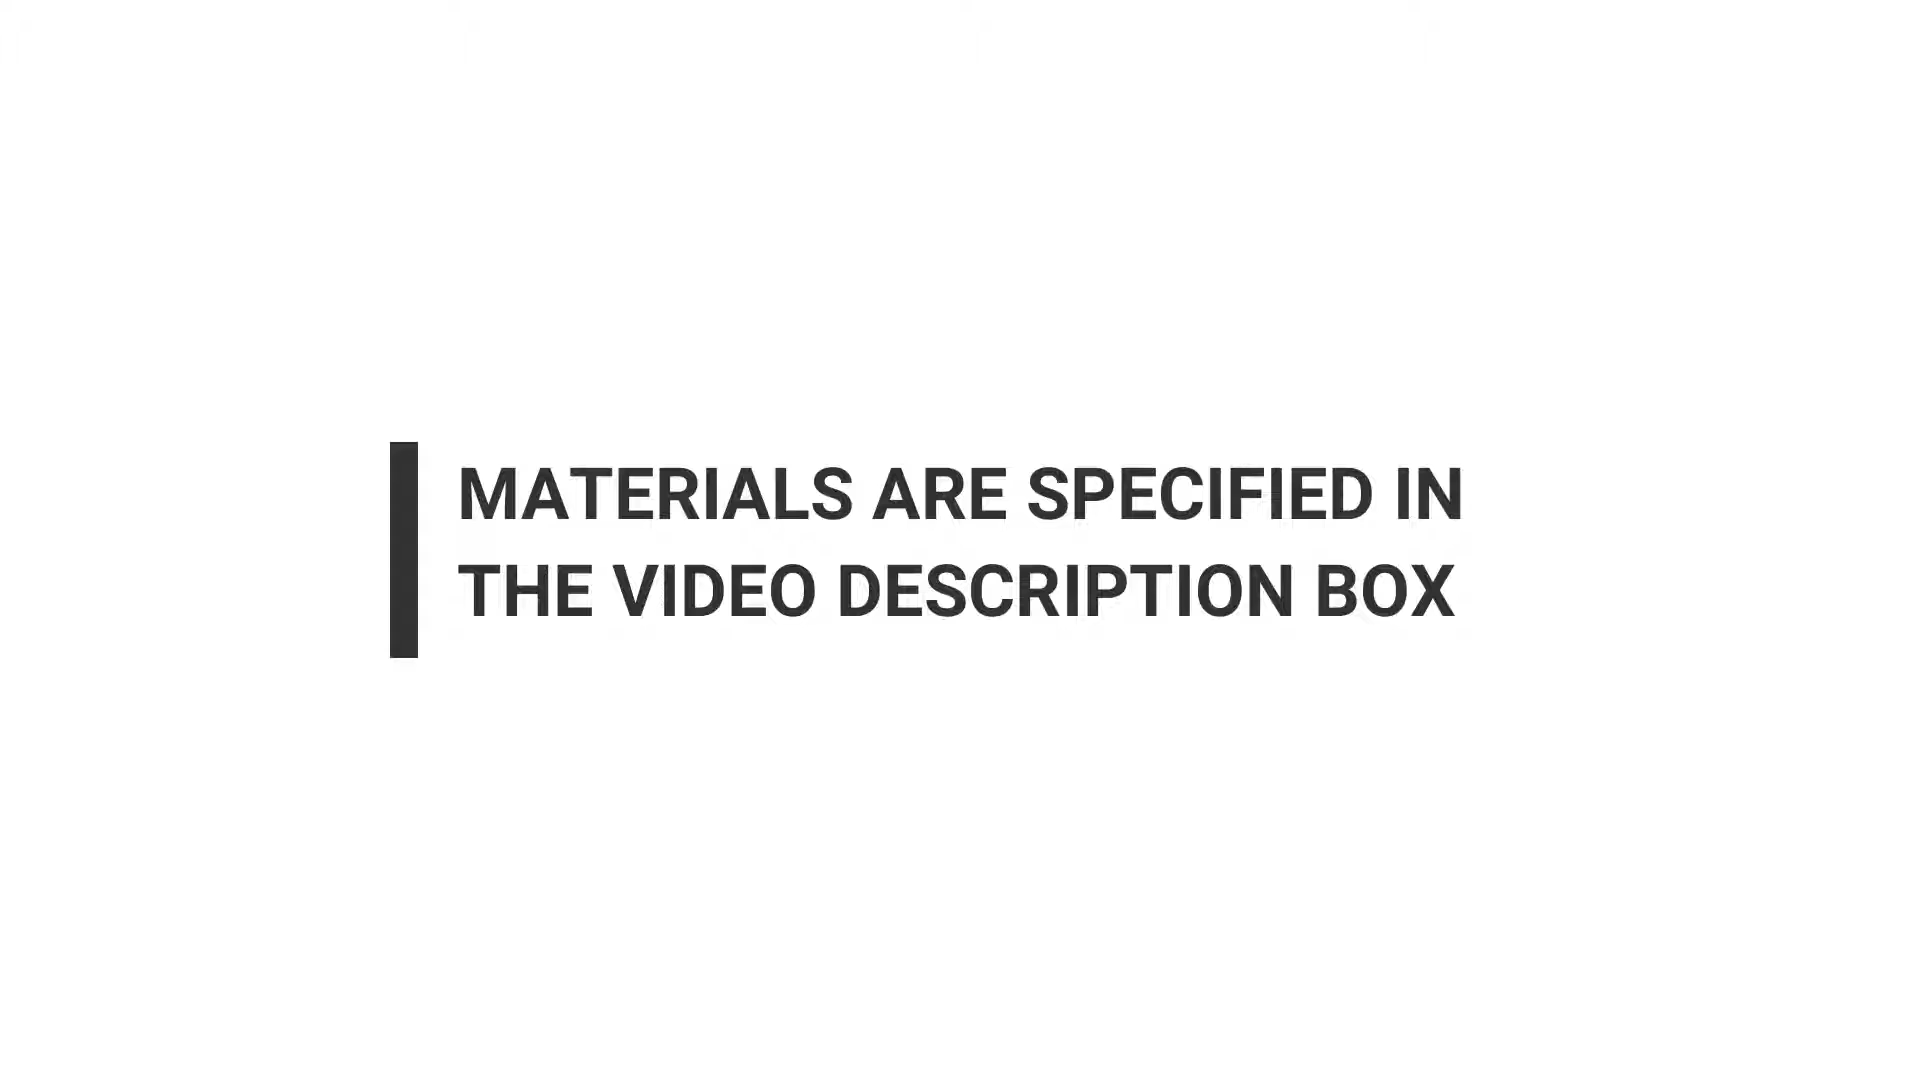 MATERIALS ARE SPECIFIED IN
THE VIDEO DESCRIPTION BOX